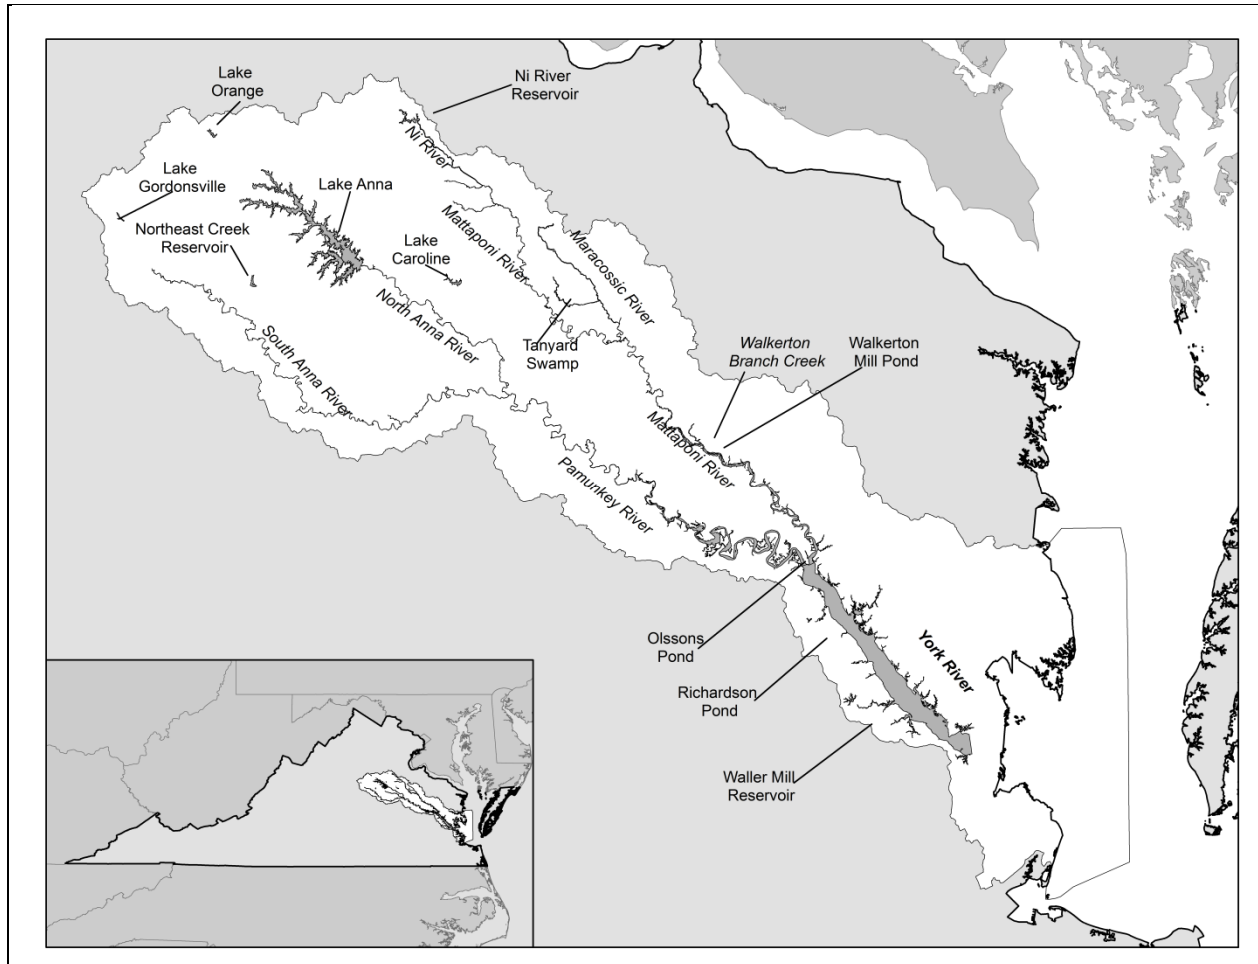 Lake
Orange
Ni River
Reservoir
Ni River
Lake
Gordonsville
Lake Anna
Northeast Creek
Reservoir
Mattaponi River
Lake
Caroline
Maracossic River
North Anna River
South Anna River
Tanyard
Swamp
Walkerton
Branch Creek
Walkerton
Mill Pond
Mattaponi River
Pamunkey River
Olssons
Pond
York River
Richardson
Pond
Waller Mill
Reservoir